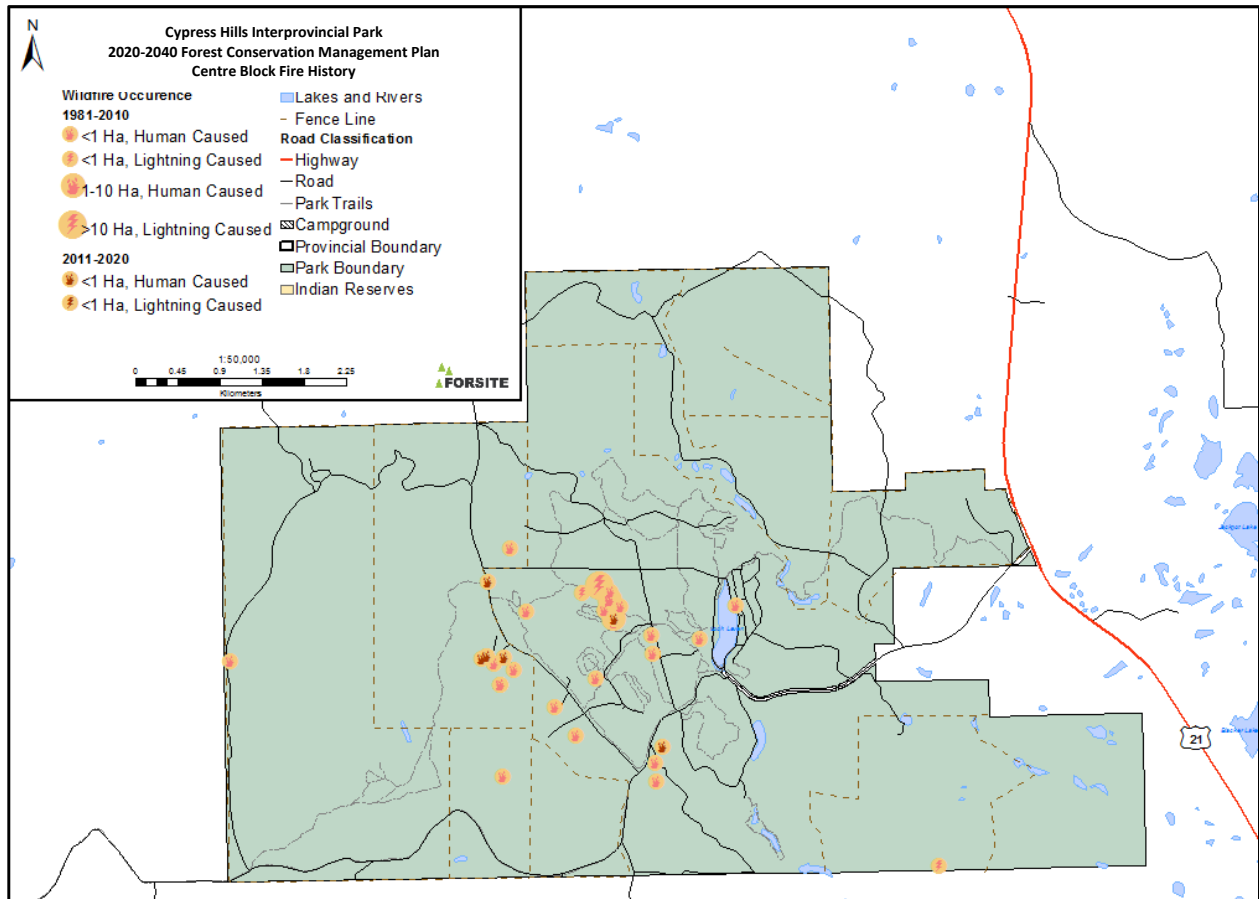 N
Cypress Hills Interprovincial Park
2020-2040 Forest Conservation Management Plan
Centre Block Fire History
Wildfire Occurence
1981-2010
<1 Ha, Human Caused
<1 Ha, Lightning Caused
1-10 Ha, Human Caused
>10 Ha, Lightning Caused
2011-2020
<1 Ha, Human Caused
<1 Ha, Lightning Caused
Lakes and Rivers
Fence Line
Road Classification
Highway
Road
Park Trails
Campground
Provincial Boundary
Park Boundary
Indian Reserves
1:50,000
0 0.45 0.9 1.35 1.8 2.25
Kilometers
FORSITE
21